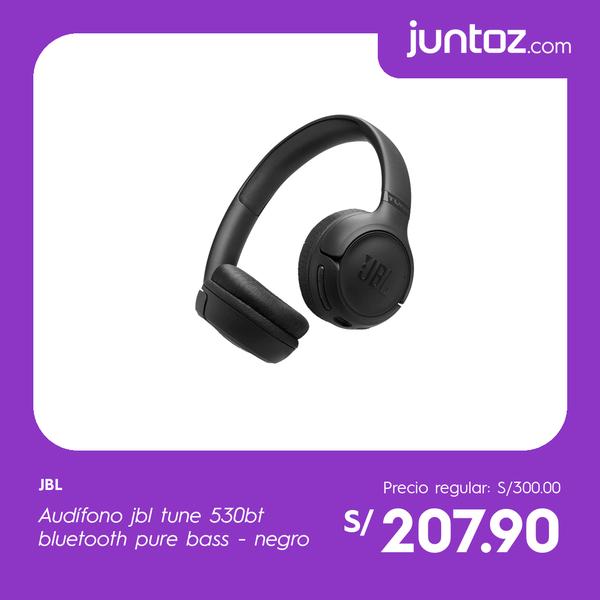 juntoz.com
JBL
JBL
Precio regular: S/300.00
Audífono jbl tune 530bt
bluetooth pure bass - negro
S/ 207.90